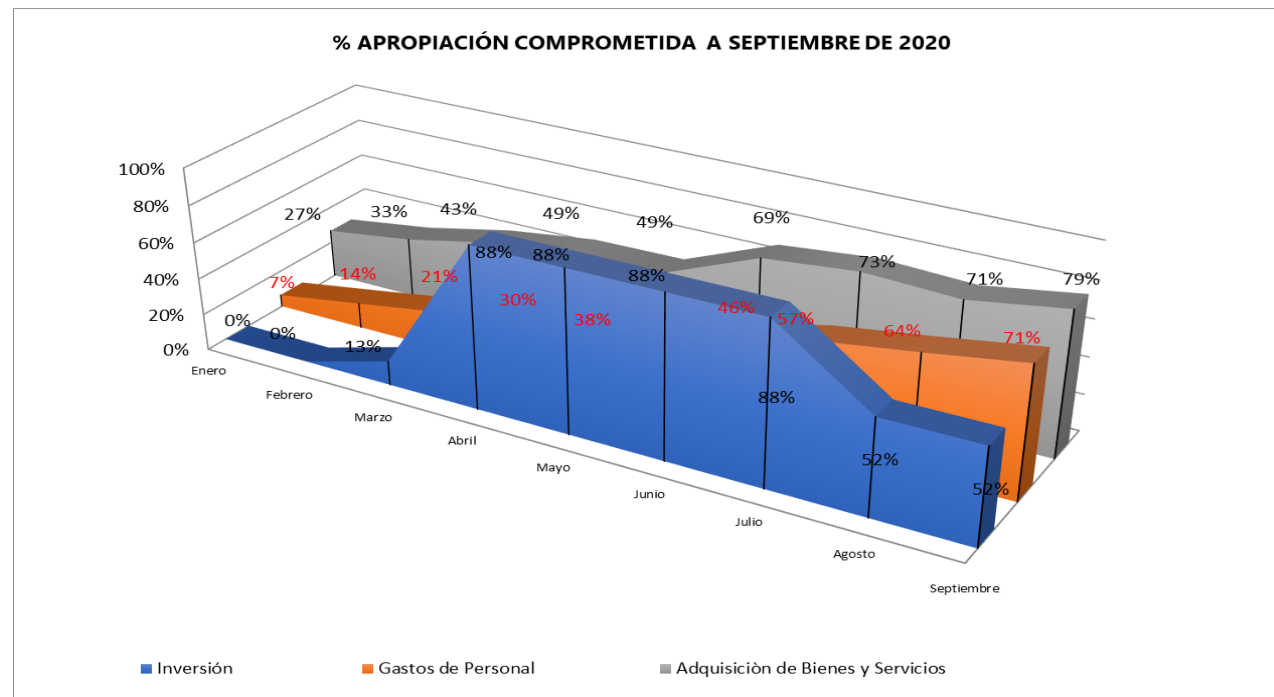 % APROPIACIÓN COMPROMETIDA A SEPTIEMBRE DE 2020
100%
80%
60%
40%
20%
0%
27% 33% 43% 49% 49% 69% 73% 71% 79%
7% 14% 21% 30% 38% 46% 57% 64% 71%
0% 0% 13% 88% 88% 88% 88% 52% 52%
Enero
Febrero
Marzo
Abril
Mayo
Junio
Julio
Agosto
Septiembre
Inversión Gastos de Personal Adquisiciòn de Bienes y Servicios